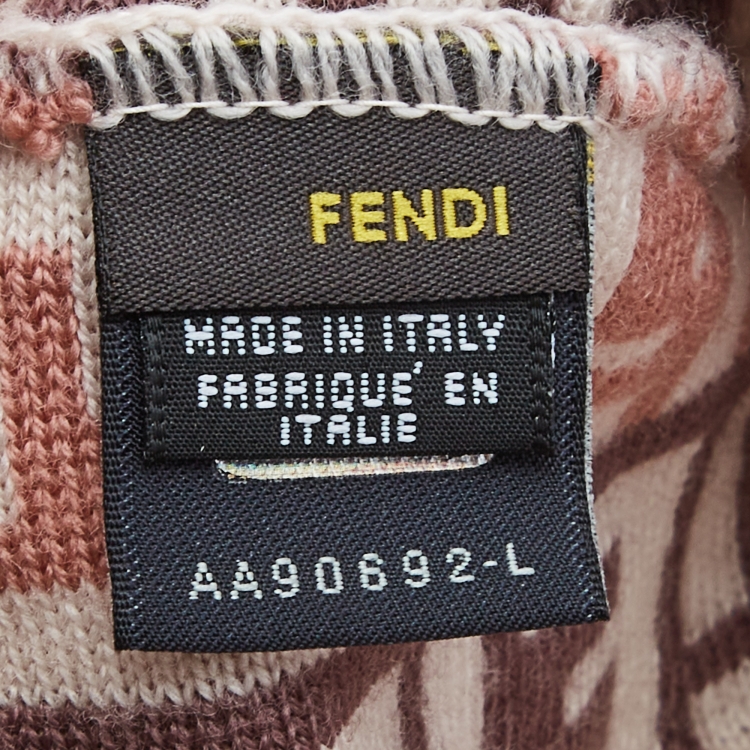 FENDI
MADE IN ITALY
FABRIQUE' EN
ITALIE
AA90692-L